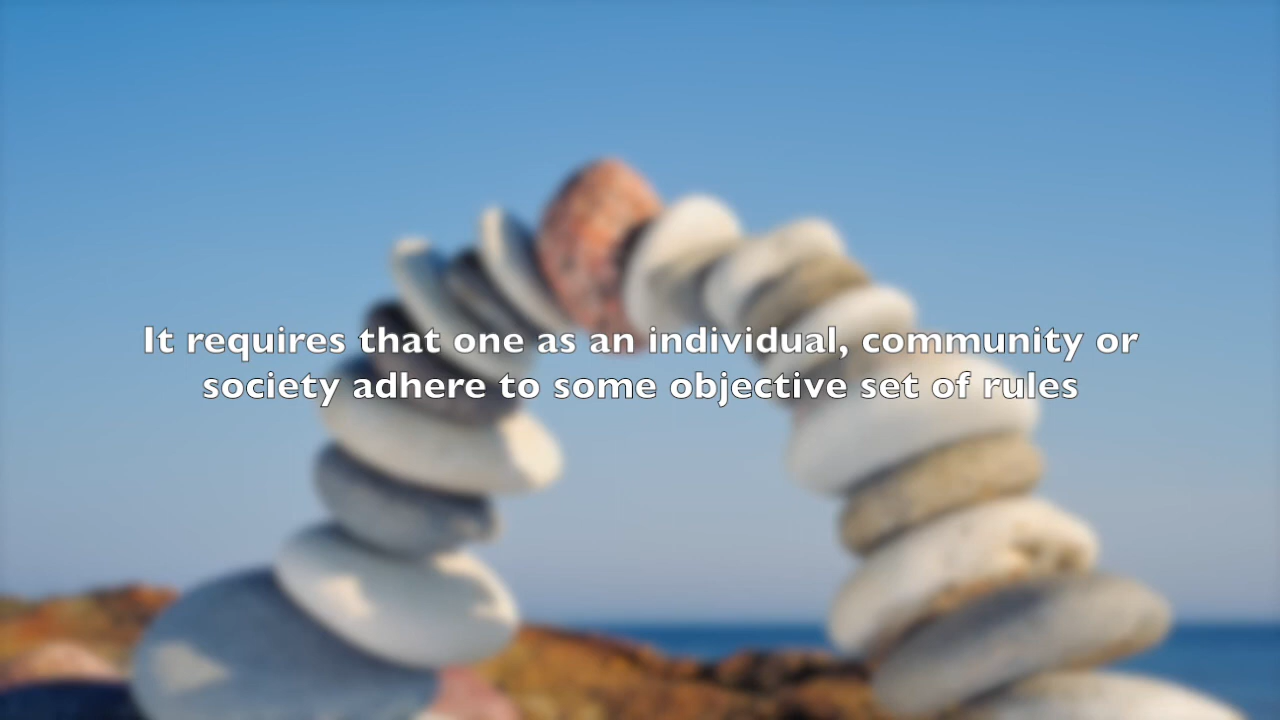 It requires that one as an individual, community or
society adhere to some objective set of rules